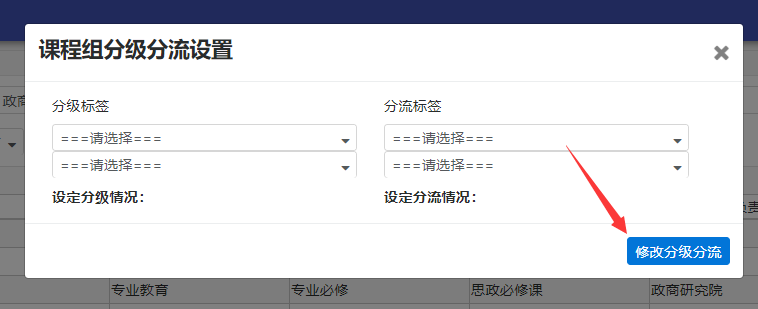 课程组分级分流设置
政商
分级标签 分流标签
===请选择=== ===请选择===
===请选择=== ===请选择===
设定分级情况: 设定分流情况:
负责
修改分级分流
专业教育 专业必修 思政必修课 政商研究院